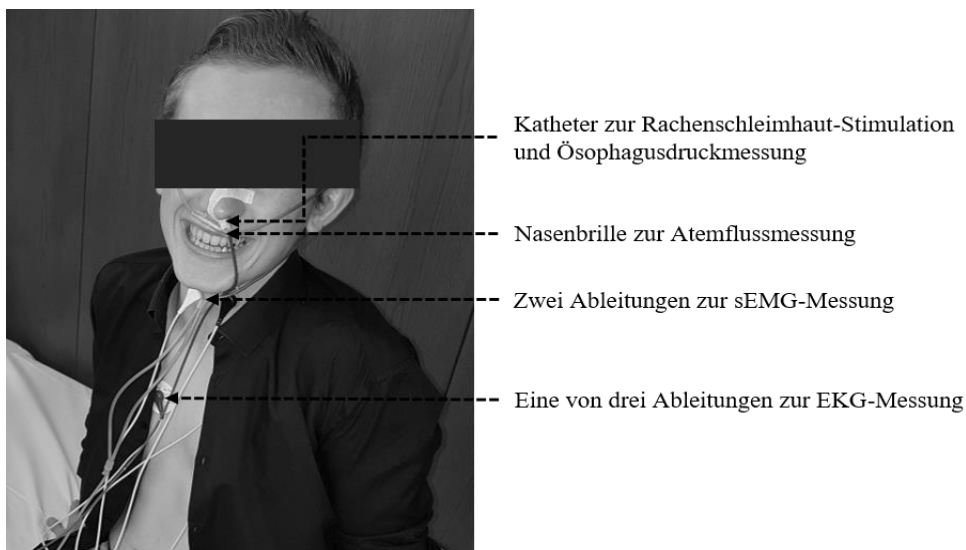 Katheter zur Rachenschleimhaut-Stimulation
und Ösophagusdruckmessung
Nasenbrille zur Atemflussmessung
Zwei Ableitungen zur sEMG-Messung
Eine von drei Ableitungen zur EKG-Messung